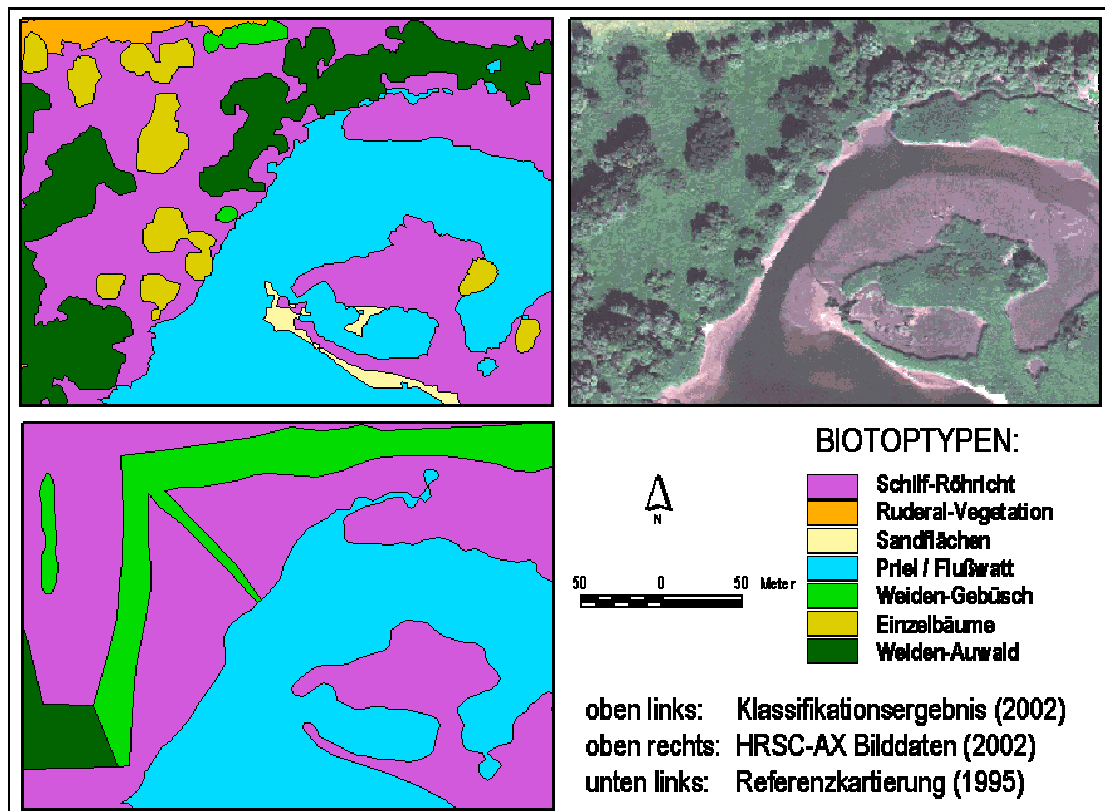 BIOTOPTYPEN:
Schilf-Röhricht
Ruderal-Vegetation
Sandflächen
Priel / Flußwatt
Weiden-Gebüsch
Einzelbäume
Weiden-Auwald
N
50 0 50 Meter
oben links: Klassifikationsergebnis (2002)
oben rechts: HRSC-AX Bilddaten (2002)
unten links: Referenzkartierung (1995)